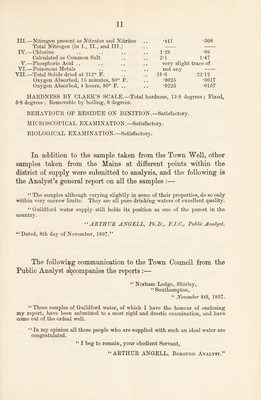 11
III.—Nitrogen present as Nitrates and Nitrites .. ·441 ·308
Total Nitrogen (in I., II., and III.)
IV.—Chlorine .. 1·28 ·89
Calculated as Common Salt .. 2·1 1·47
V.—Phosphoric Acid .. very slight trace of
VI.—Poisonous Metals .. not any
VII.—Total Solids dried at 212° F. 31·6 22·12
Oxygen Absorbed, 15 minutes, 80° F. .. ·0025 ·0017
Oxygen Absorbed, 4 hours, 80° F. .. .. ·0225 ·0157
HARDNESS BY CLARK'S SCALE.—Total hardness, 13·8 degrees; Fixed,
5·8 degrees; Removable by boiling, 8 degrees.
BEHAVIOUR OF RESIDUE ON IGNITION.—Satisfactory.
MICROSCOPICAL EXAMINATION.—Satisfactory.
BIOLOGICAL EXAMINATION.—Satisfactory.
In addition to the sample taken from the Town Well, other
samples taken from the Mains at different points within the
district of supply were submitted to analysis, and the following is
the Analyst's general report on all the samples :—
"The samples although varying slightly in some of their properties, do so only
within very narrow limits. They are all pure drinking waters of excellent quality.
"Guildford water supply still holds its position as one of the purest in the
country.
"ARTHUR ANGELL, Ph.D., F.I.C., Public Analyst.
"Dated, 8th day of November, 1897."
The following communication to the Town Council from the
Public Analyst accompanies the reports :—
"Norham Lodge, Shirley,
"Southampton,
"November 8th, 1897.
"These samples of Guildford water, of which I have the honour of enclosing
my report, have been submitted to a most rigid and drastic examination, and have
come out of the ordeal well.
"In my opinion all those people who are supplied with such an ideal water are
congratulated.
"I beg to remain, your obedient Servant,
"ARTHUR ANGELL, BOROUGH ANALYST."